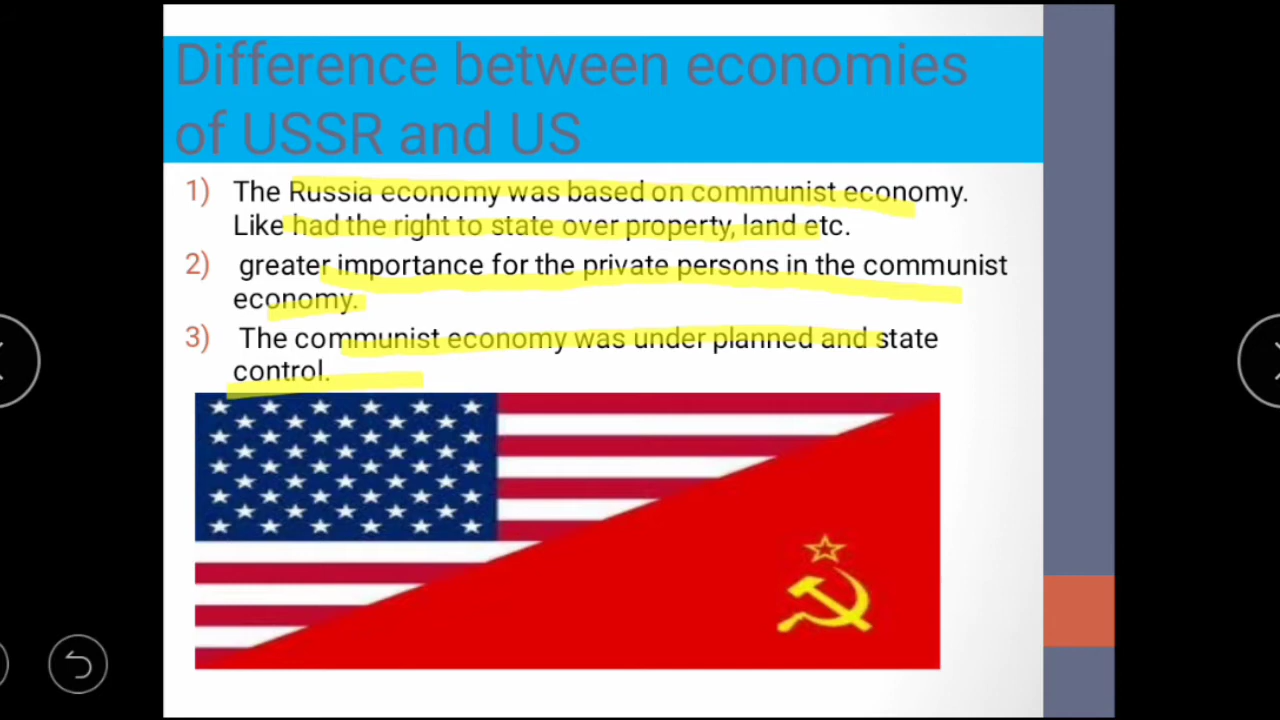 Difference between economies
of USSR and US
1) The Russia economy was based on communist economy.
Like had the right to state over property, land etc.
2) greater importance for the private persons in the communist
economy.
3) The communist economy was under planned and state
control.